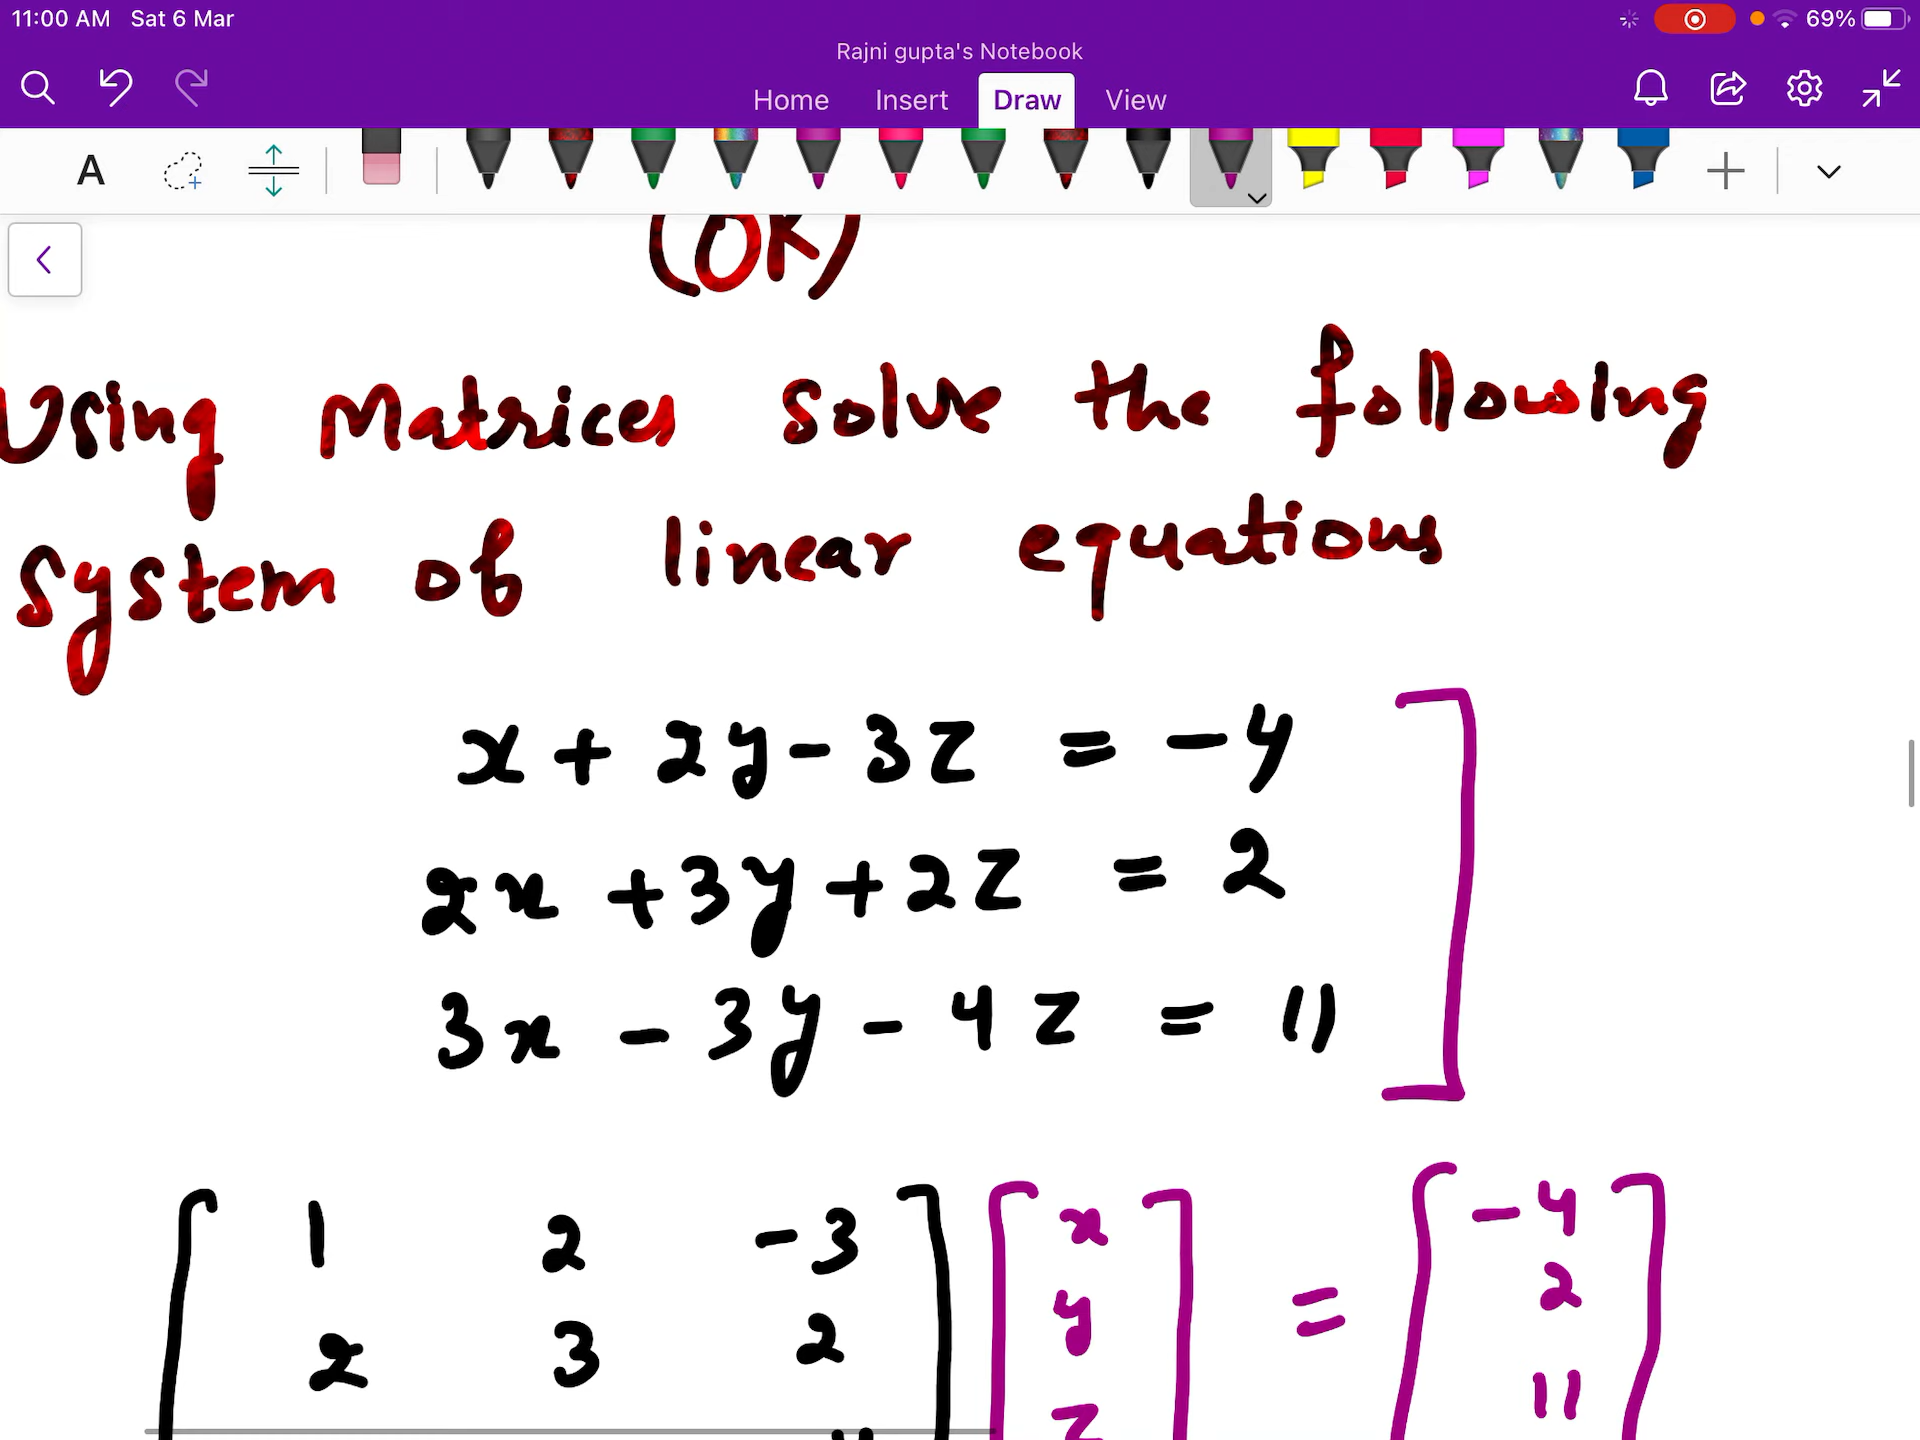 11:00 AM Sat 6 Mar
69%
Rajni gupta's Notebook
Home Insert Draw View
A
(OR)
Using Matrices solve the following
System of linear equations
x + 2y - 3z = -4
2x + 3y + 2z = 2
3x - 3y - 4z = 11
1 2 -3 x -4
2 3 2 y = 2
z 11